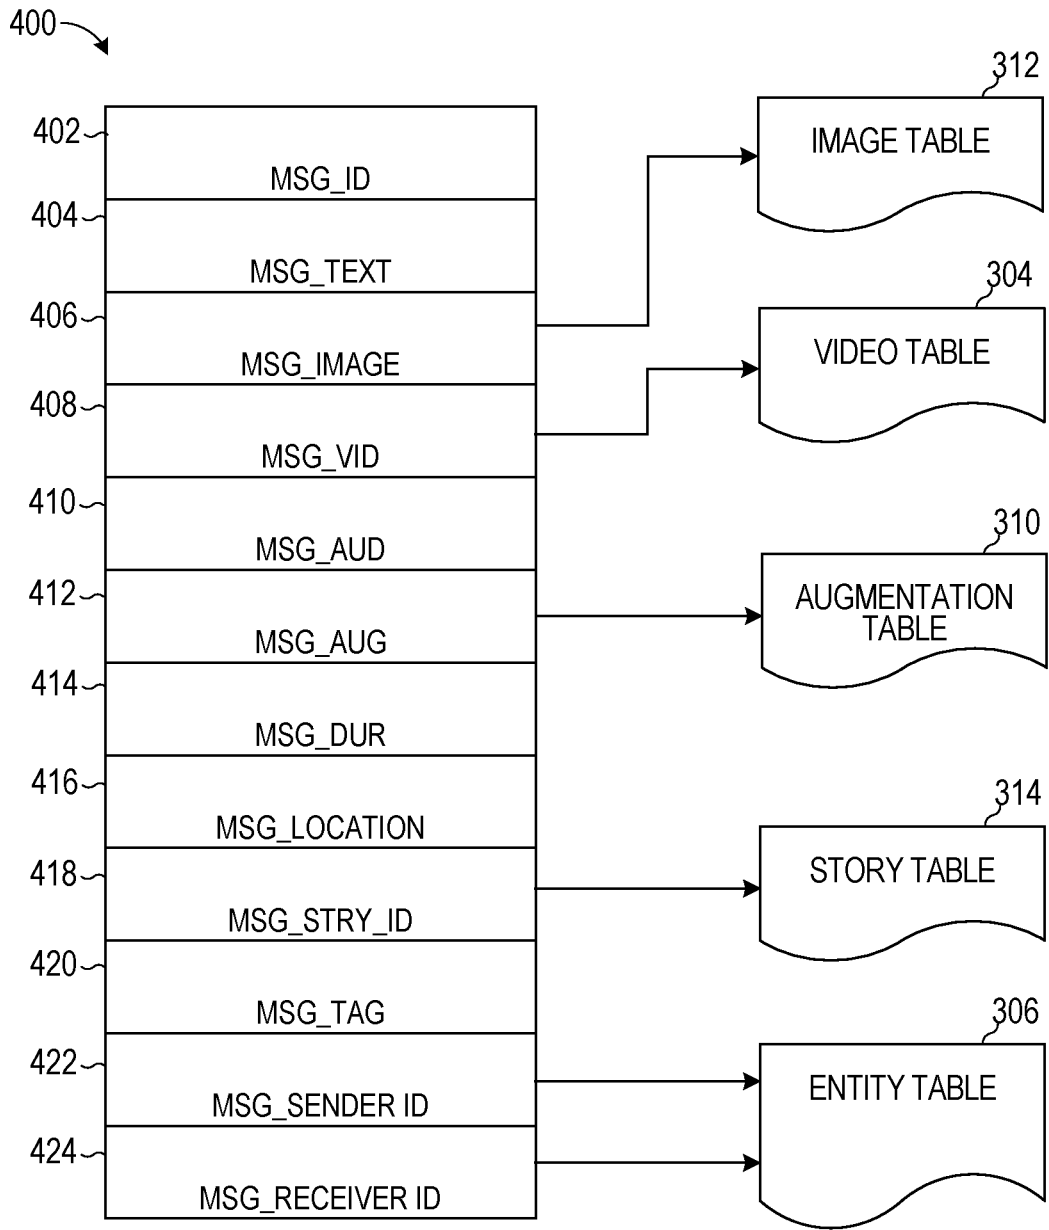 400
312
402
IMAGE TABLE
MSG_ID
404
MSG_TEXT
304
406
VIDEO TABLE
MSG_IMAGE
408
MSG_VID
410
310
MSG_AUD
412
AUGMENTATION
TABLE
MSG_AUG
414
MSG_DUR
416
314
MSG_LOCATION
418
STORY TABLE
MSG_STRY_ID
420
MSG_TAG
306
422
ENTITY TABLE
MSG_SENDER ID
424
MSG_RECEIVER ID